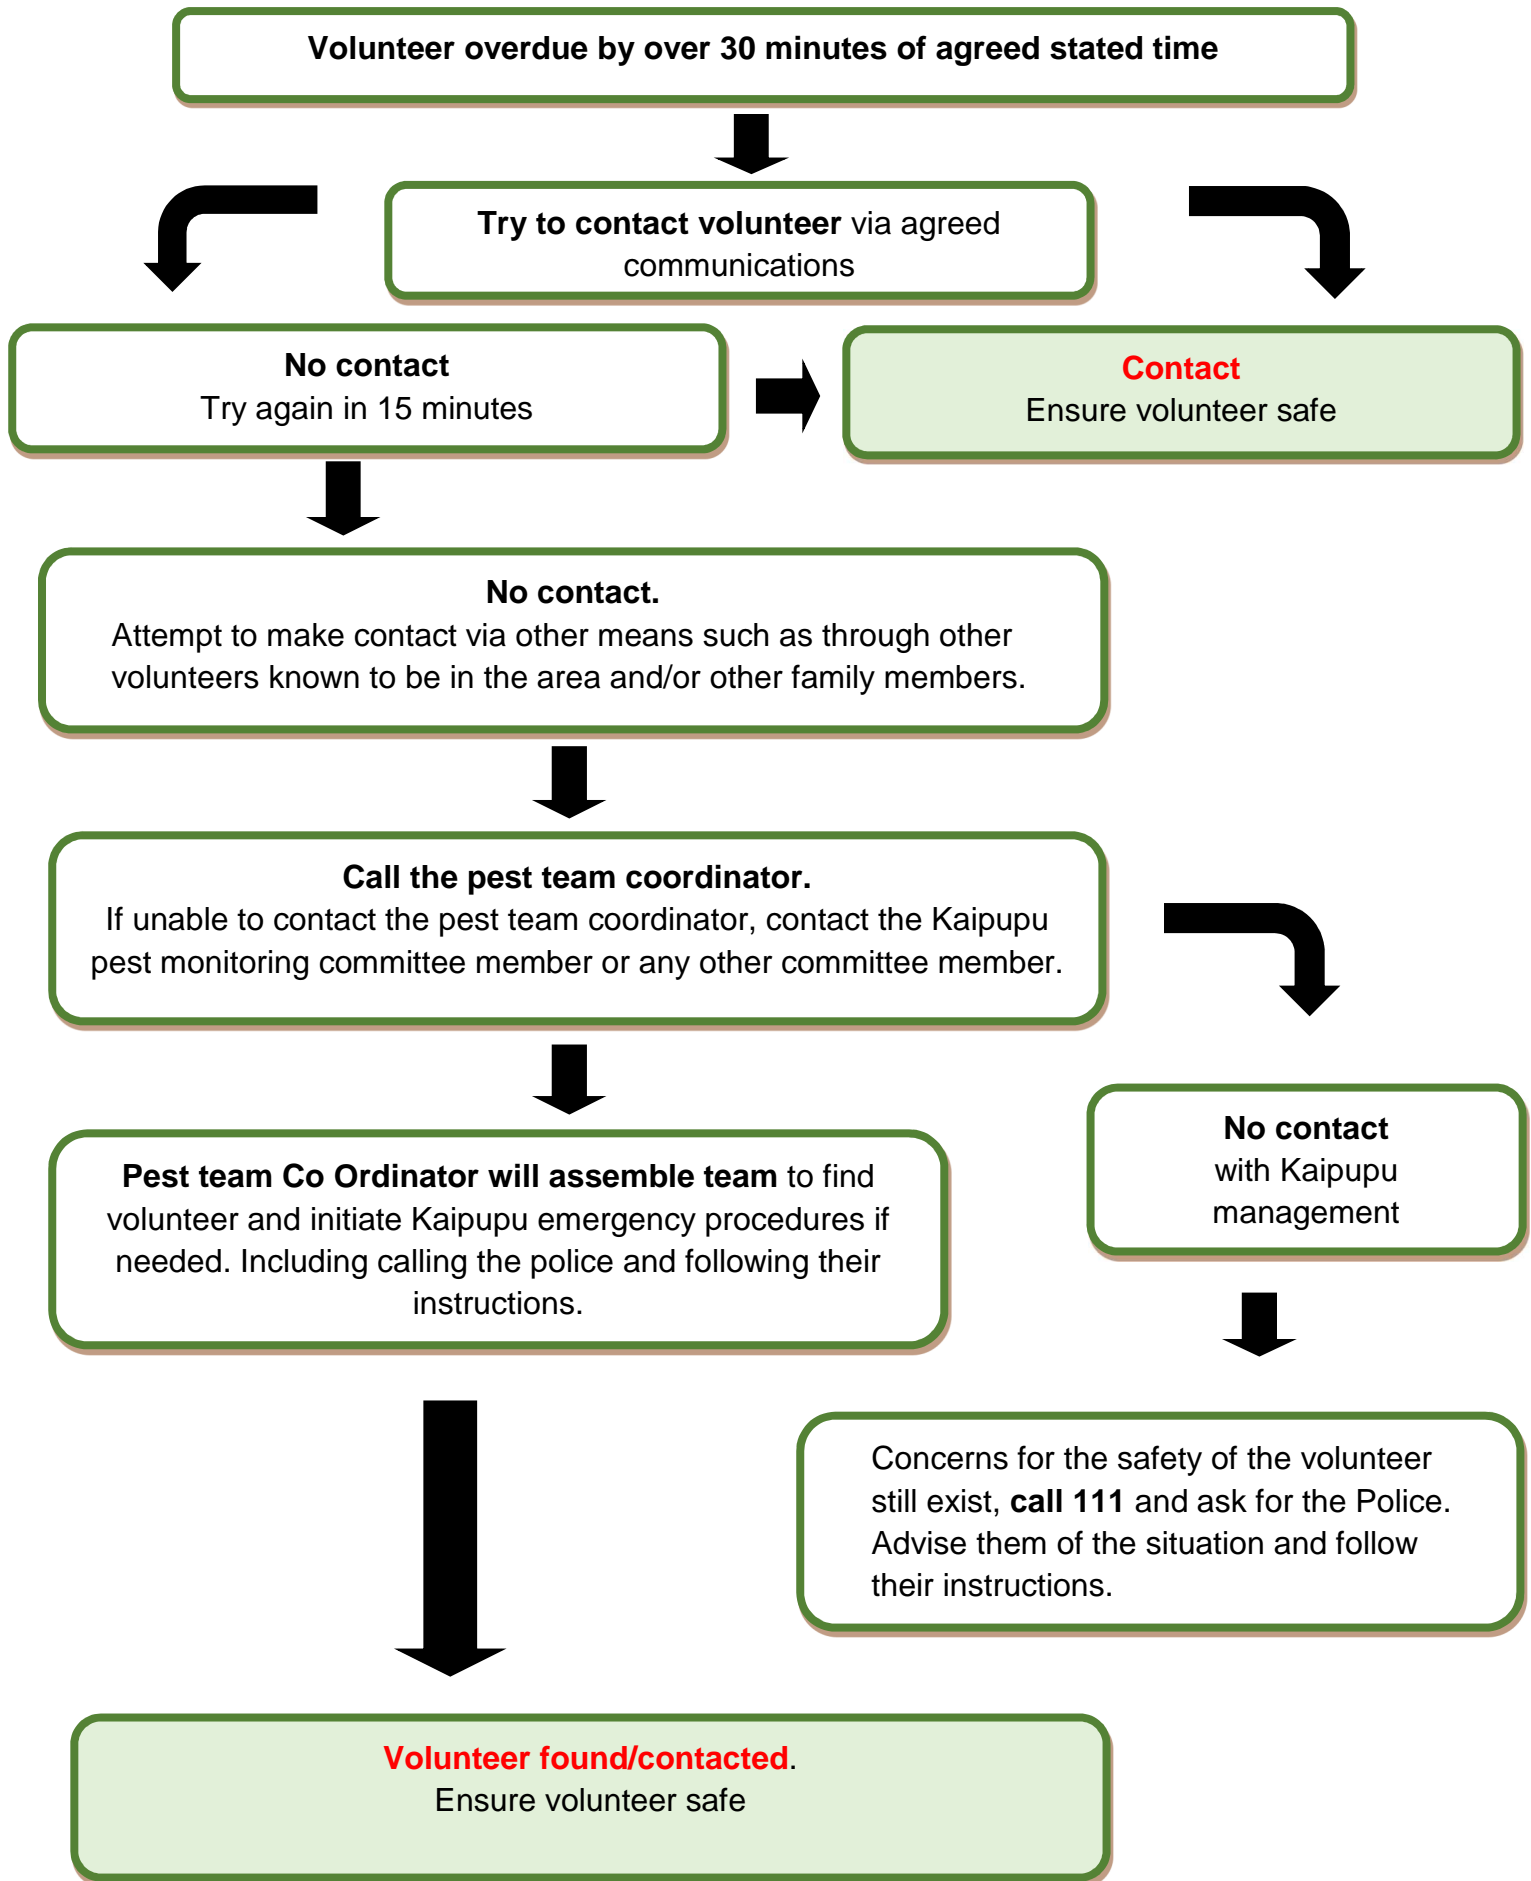 Volunteer overdue by over 30 minutes of agreed stated time
Try to contact volunteer via agreed
communications
No contact
Try again in 15 minutes
Contact
Ensure volunteer safe
No contact.
Attempt to make contact via other means such as through other
volunteers known to be in the area and/or other family members.
Call the pest team coordinator.
If unable to contact the pest team coordinator, contact the Kaipupu
pest monitoring committee member or any other committee member.
No contact
with Kaipupu
management
Pest team Co Ordinator will assemble team to find
volunteer and initiate Kaipupu emergency procedures if
needed. Including calling the police and following their
instructions.
Concerns for the safety of the volunteer
still exist, call 111 and ask for the Police.
Advise them of the situation and follow
their instructions.
Volunteer found/contacted.
Ensure volunteer safe